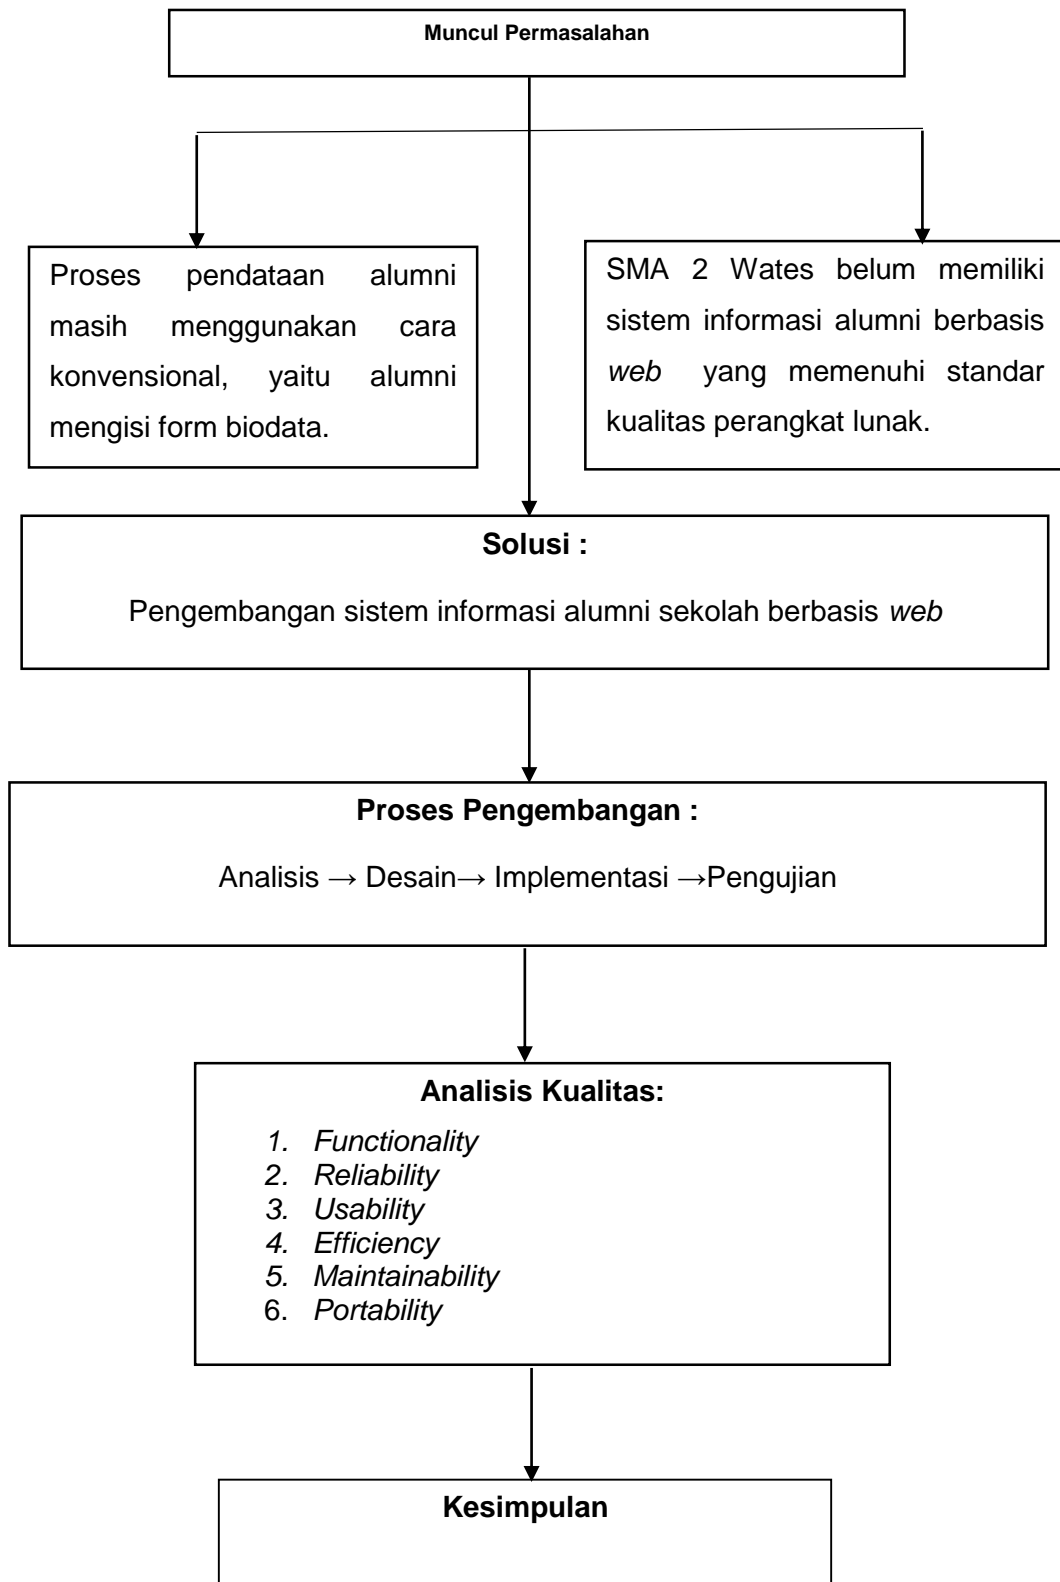 Muncul Permasalahan
Proses pendataan alumni
masih menggunakan cara
konvensional, yaitu alumni
mengisi form biodata.
SMA 2 Wates belum memiliki
sistem informasi alumni berbasis
web yang memenuhi standar
kualitas perangkat lunak.
Solusi :
Pengembangan sistem informasi alumni sekolah berbasis web
Proses Pengembangan :
Analisis → Desain→ Implementasi →Pengujian
Analisis Kualitas:
1. Functionality
2. Reliability
3. Usability
4. Efficiency
5. Maintainability
6. Portability
Kesimpulan